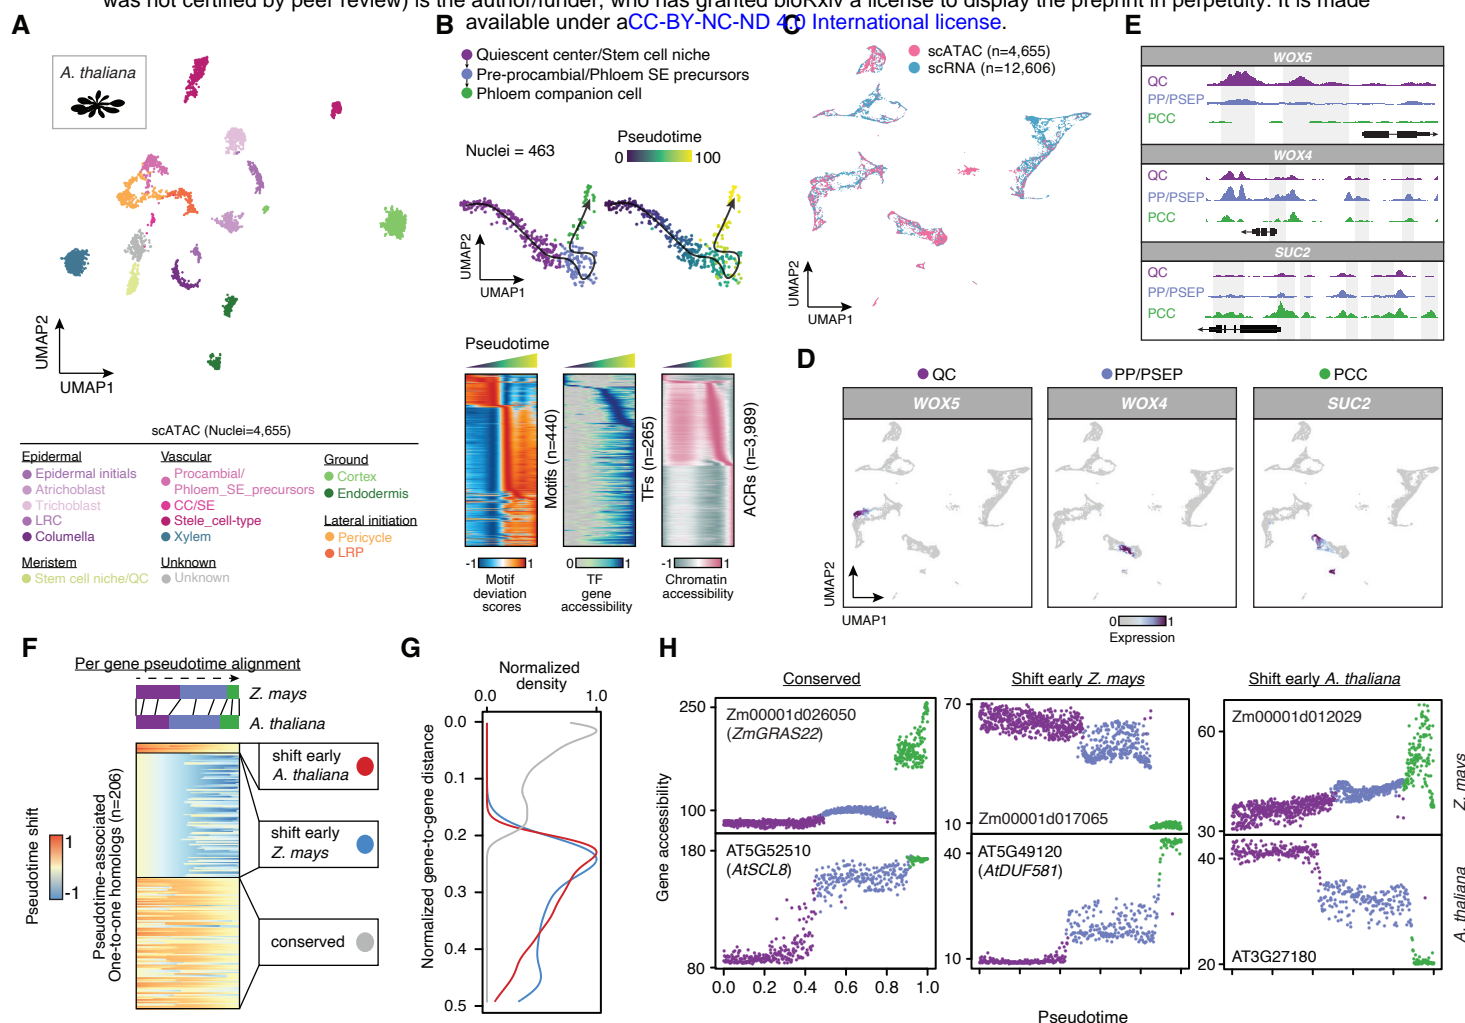 was not certified by peer review) is the author/funder, who has granted bioRxiv a license to display the preprint in perpetuity. It is made
available under aCC-BY-NC-ND 4.0 International license.
A
A. thaliana
UMAP2
UMAP1
scATAC (Nuclei=4,655)
Epidermal
Epidermal initials
Atrichoblast
Trichoblast
LRC
Columella
Meristem
Stem cell niche/QC
Vascular
Procambial/
Phloem_SE_precursors
CC/SE
Stele_cell-type
Xylem
Unknown
Unknown
Ground
Cortex
Endodermis
Lateral initiation
Pericycle
LRP
B
Quiescent center/Stem cell niche
Pre-procambial/Phloem SE precursors
Phloem companion cell
Nuclei = 463
Pseudotime
0 100
UMAP2
UMAP1
Pseudotime
Motifs (n=440)
TFs (n=265)
ACRs (n=3,989)
-1 1
Motif
deviation
scores
0 1
TF
gene
accessibility
-1 1
Chromatin
accessibility
C
scATAC (n=4,655)
scRNA (n=12,606)
UMAP2
UMAP1
D
QC
PP/PSEP
PCC
WOX5
WOX4
SUC2
UMAP2
UMAP1
0 1
Expression
E
WOX5
QC
PP/PSEP
PCC
WOX4
QC
PP/PSEP
PCC
SUC2
QC
PP/PSEP
PCC
F
Per gene pseudotime alignment
Z. mays
A. thaliana
Pseudotime shift
1
-1
Pseudotime-associated
One-to-one homologs (n=206)
shift early
A. thaliana
shift early
Z. mays
conserved
G
Normalized
density
0.0 1.0
Normalized gene-to-gene distance
0.0
0.1
0.2
0.3
0.4
0.5
H
Conserved
Shift early Z. mays
Shift early A. thaliana
Gene accessibility
250
100
Zm00001d026050
(ZmGRAS22)
70
10
Zm00001d017065
60
30
Zm00001d012029
Z. mays
180
80
AT5G52510
(AtSCL8)
40
10
AT5G49120
(AtDUF581)
40
20
AT3G27180
A. thaliana
0.0 0.2 0.4 0.6 0.8 1.0
Pseudotime